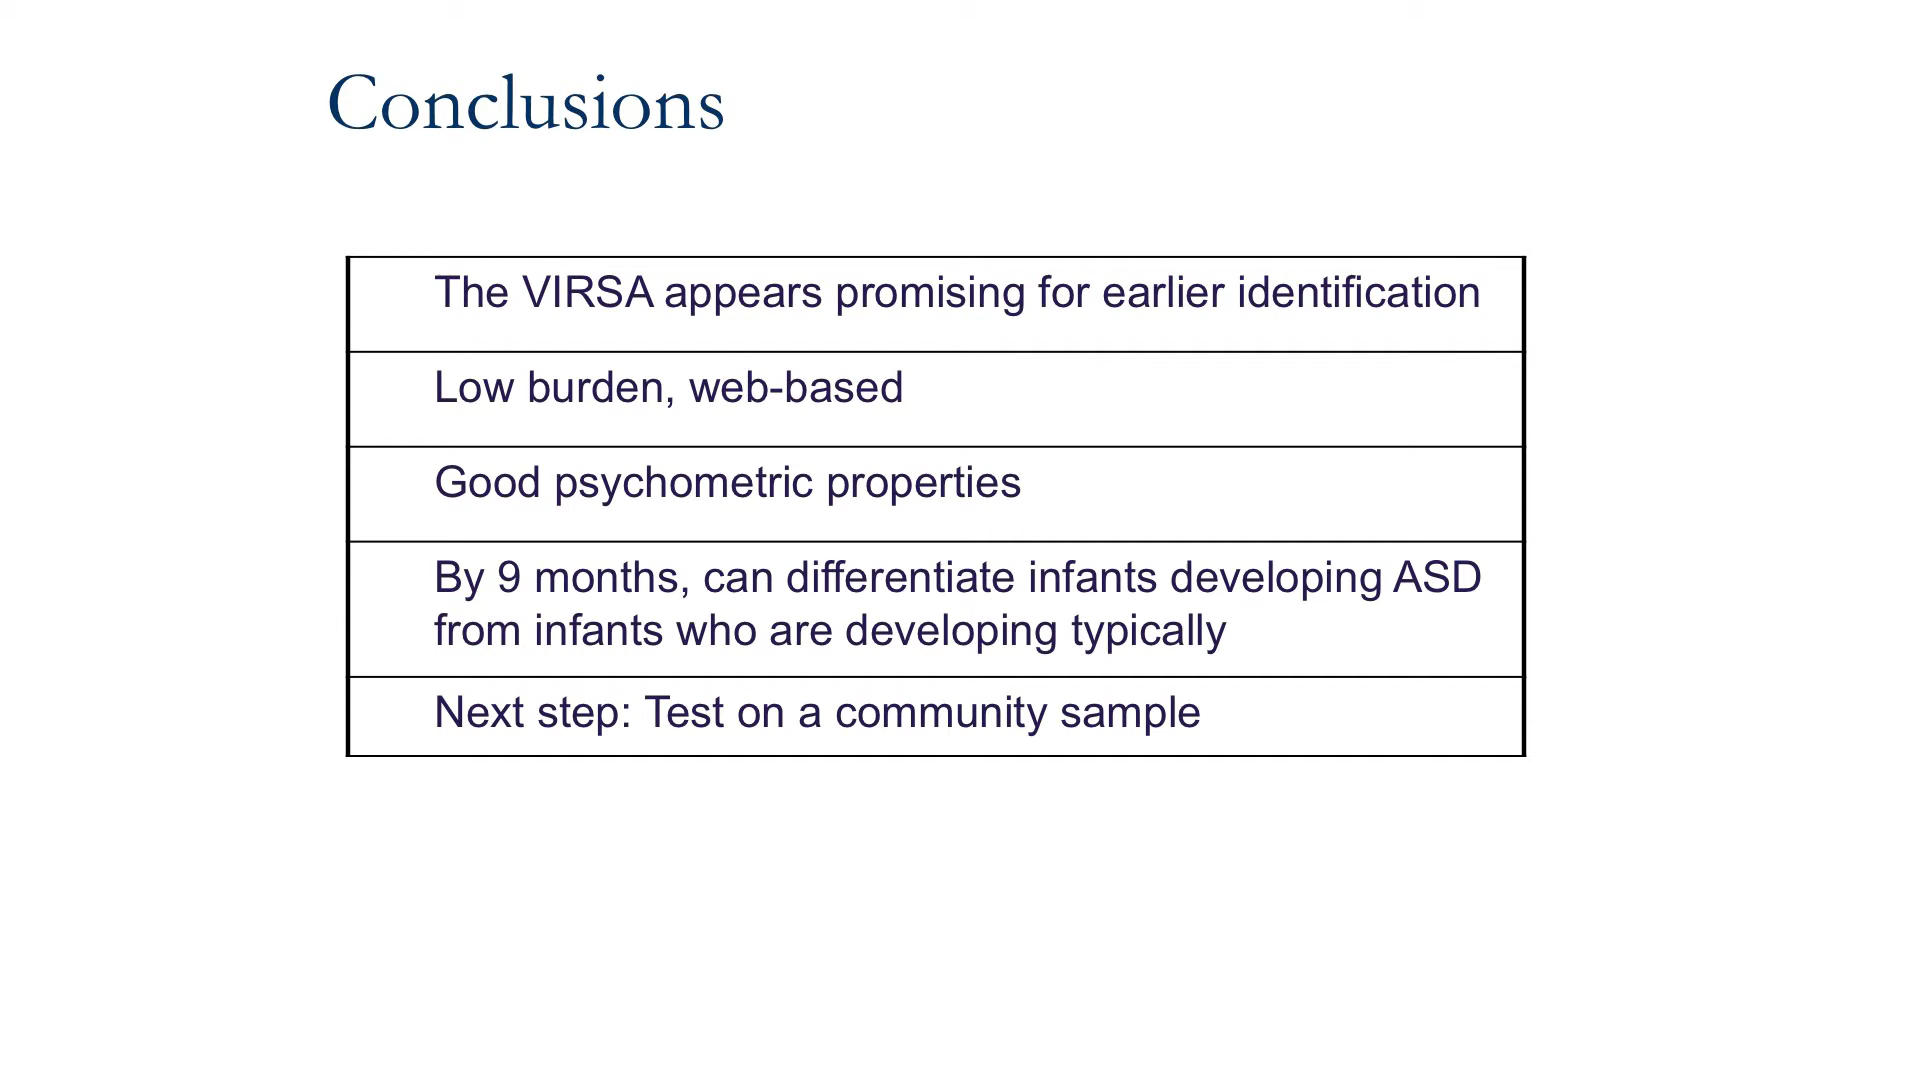 Conclusions
The VIRSA appears promising for earlier identification
Low burden, web-based
Good psychometric properties
By 9 months, can differentiate infants developing ASD
from infants who are developing typically
Next step: Test on a community sample